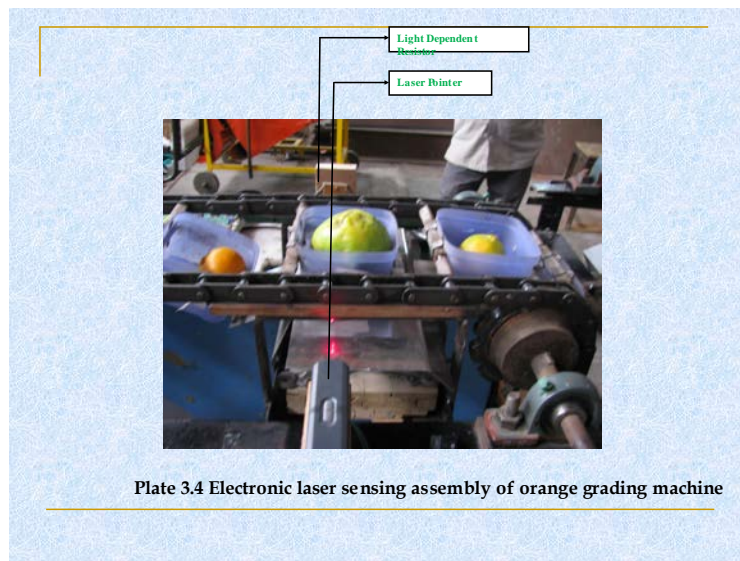 Light Dependent
Resistor
Laser Pointer
Plate 3.4 Electronic laser sensing assembly of orange grading machine